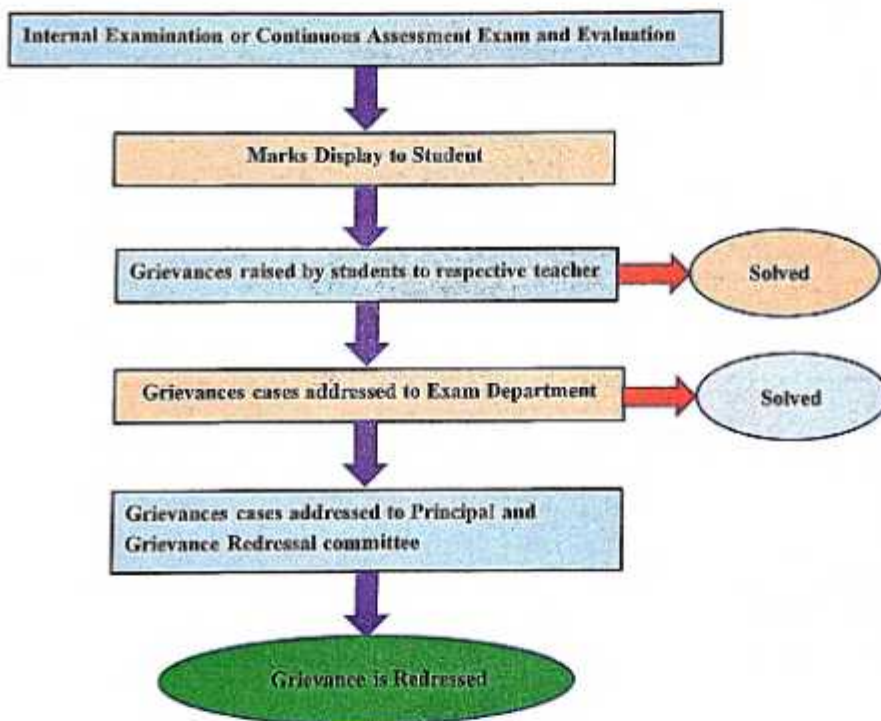 Internal Examination or Continuous Assessment Exam and Evaluation
Marks Display to Student
Grievances raised by students to respective teacher
Solved
Grievances cases addressed to Exam Department
Solved
Grievances cases addressed to Principal and
Grievance Redressal committee
Grievance is Redressed